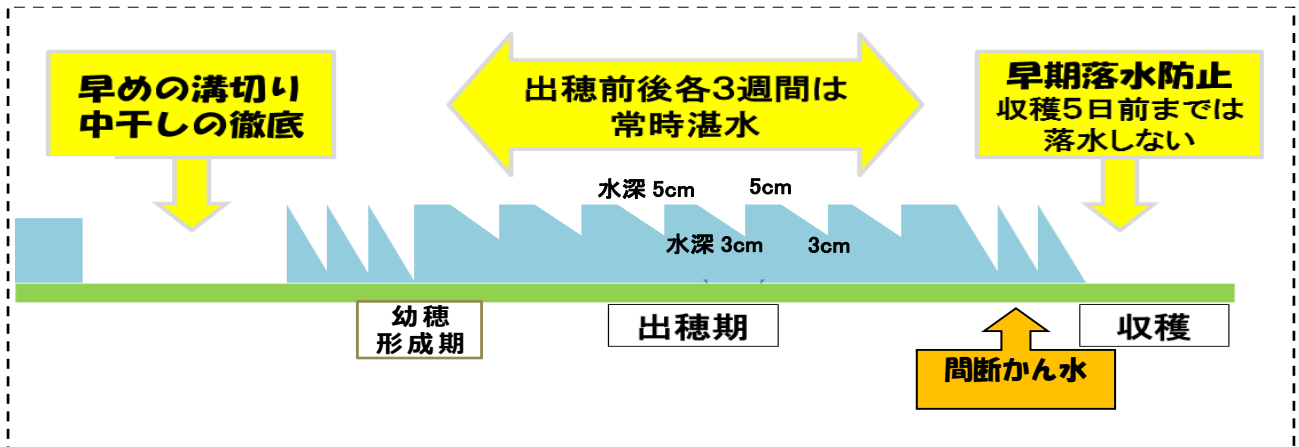 早めの溝切り
中干しの徹底
出穂前後各3週間は
常時湛水
早期落水防止
収穫5日前までは
落水しない
水深 5cm
5cm
水深 3cm
3cm
幼穂
形成期
出穂期
収穫
間断かん水